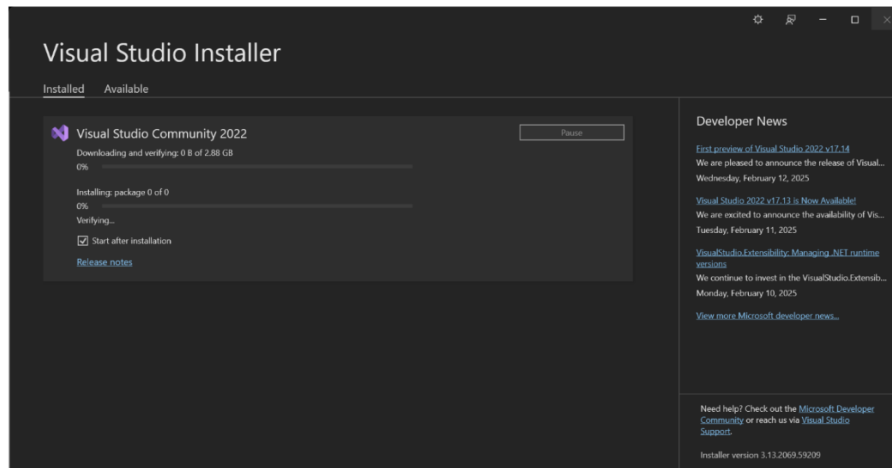 Visual Studio Installer
Installed Available
Visual Studio Community 2022
Pause
Downloading and verifying: 0 B of 2.88 GB
0%
Installing: package 0 of 0
0%
Verifying...
Start after installation
Release notes
Developer News
First preview of Visual Studio 2022 v17.14
We are pleased to announce the release of Visual...
Wednesday, February 12, 2025
Visual Studio 2022 v17.13 is Now Available!
We are excited to announce the availability of Vis...
Tuesday, February 11, 2025
VisualStudio.Extensibility: Managing .NET runtime
versions
We continue to invest in the VisualStudio.Extensib...
Monday, February 10, 2025
View more Microsoft developer news...
Need help? Check out the Microsoft Developer
Community or reach us via Visual Studio
Support.
Installer version 3.13.2069.59209